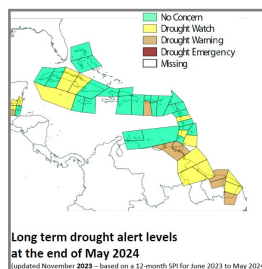 No Concern
Drought Watch
Drought Warning
Drought Emergency
Missing
Long term drought alert levels
at the end of May 2024
(updated November 2023 – based on a 12-month SPI for June 2023 to May 2024